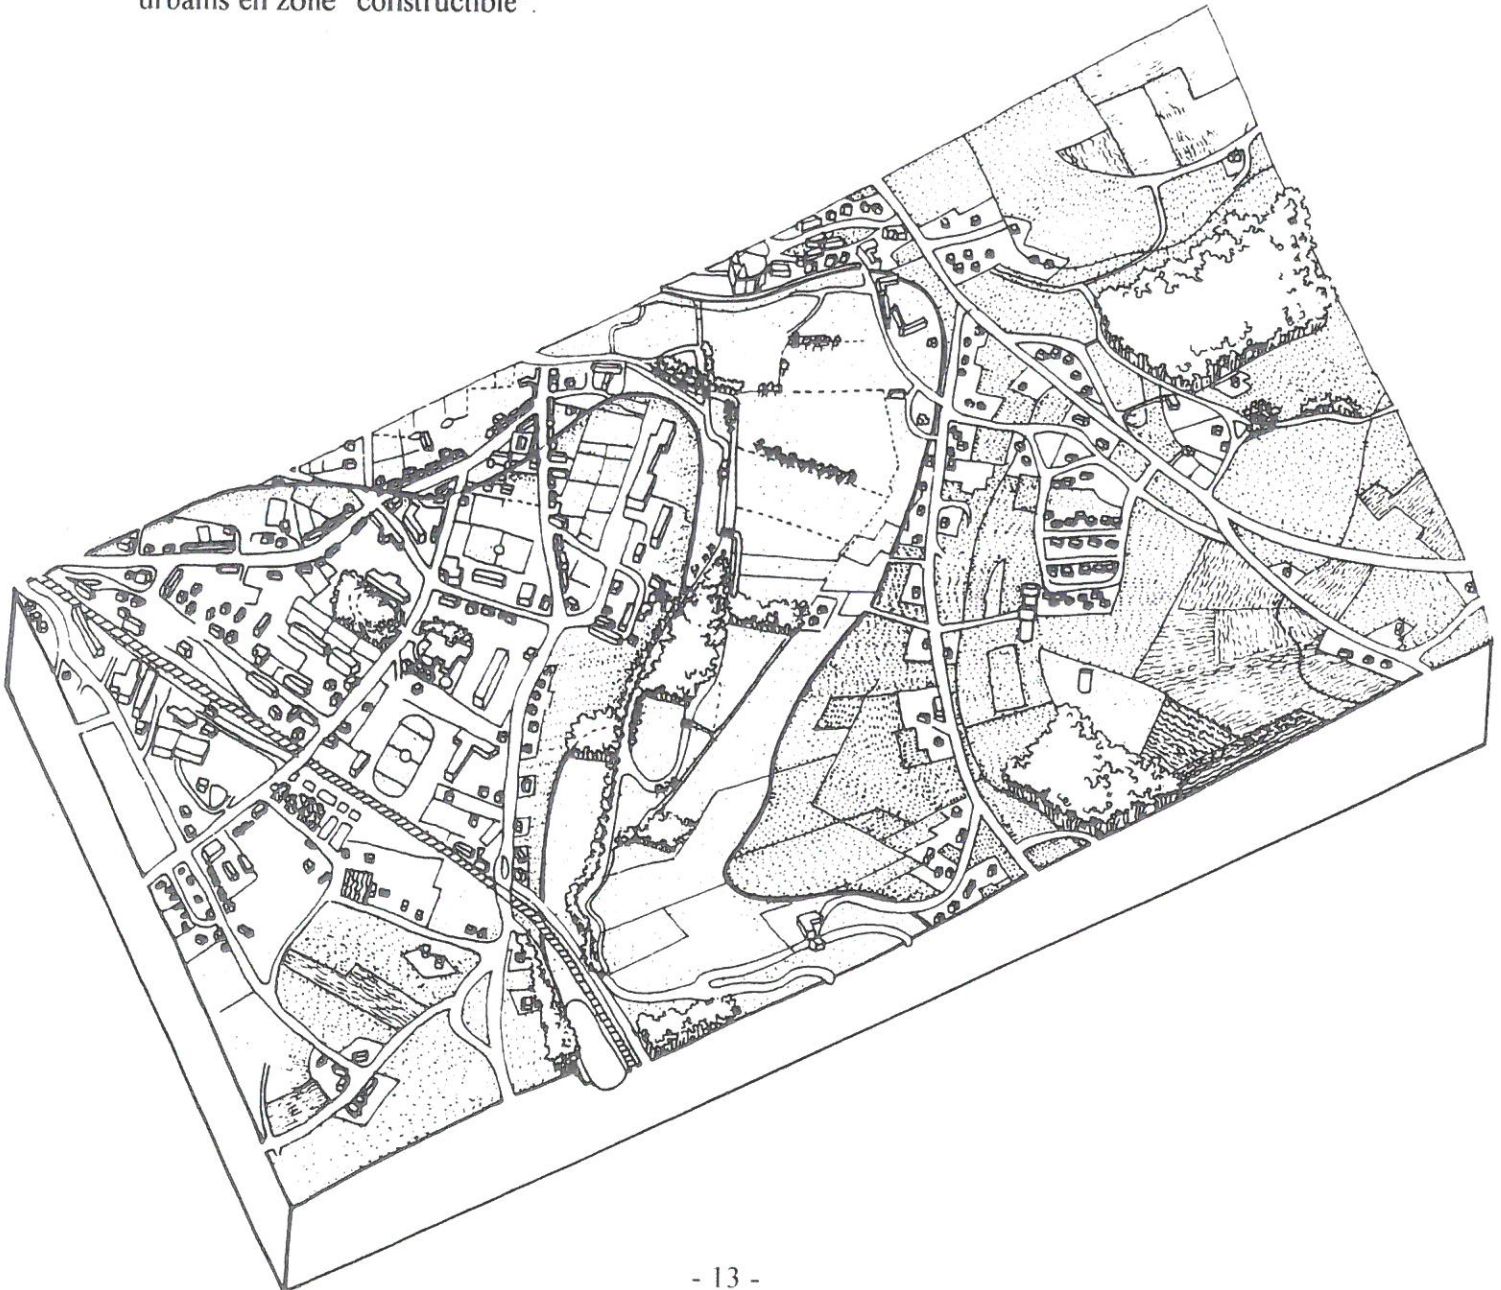 urbains en zone "constructible".
- 13 -